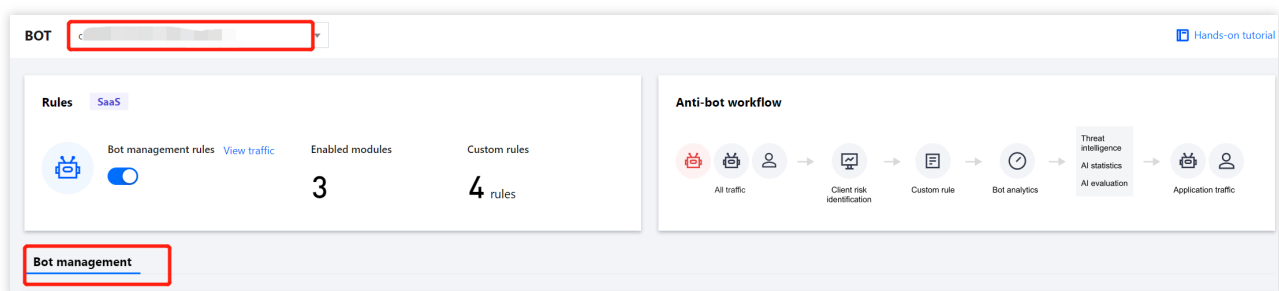 BOT
c
Hands-on tutorial
Rules SaaS
Bot management rules View traffic
Enabled modules
3
Custom rules
4 rules
Anti-bot workflow
All traffic
Client risk
identification
Custom rule
Bot analytics
Threat
intelligence
AI statistics
AI evaluation
Application traffic
Bot management